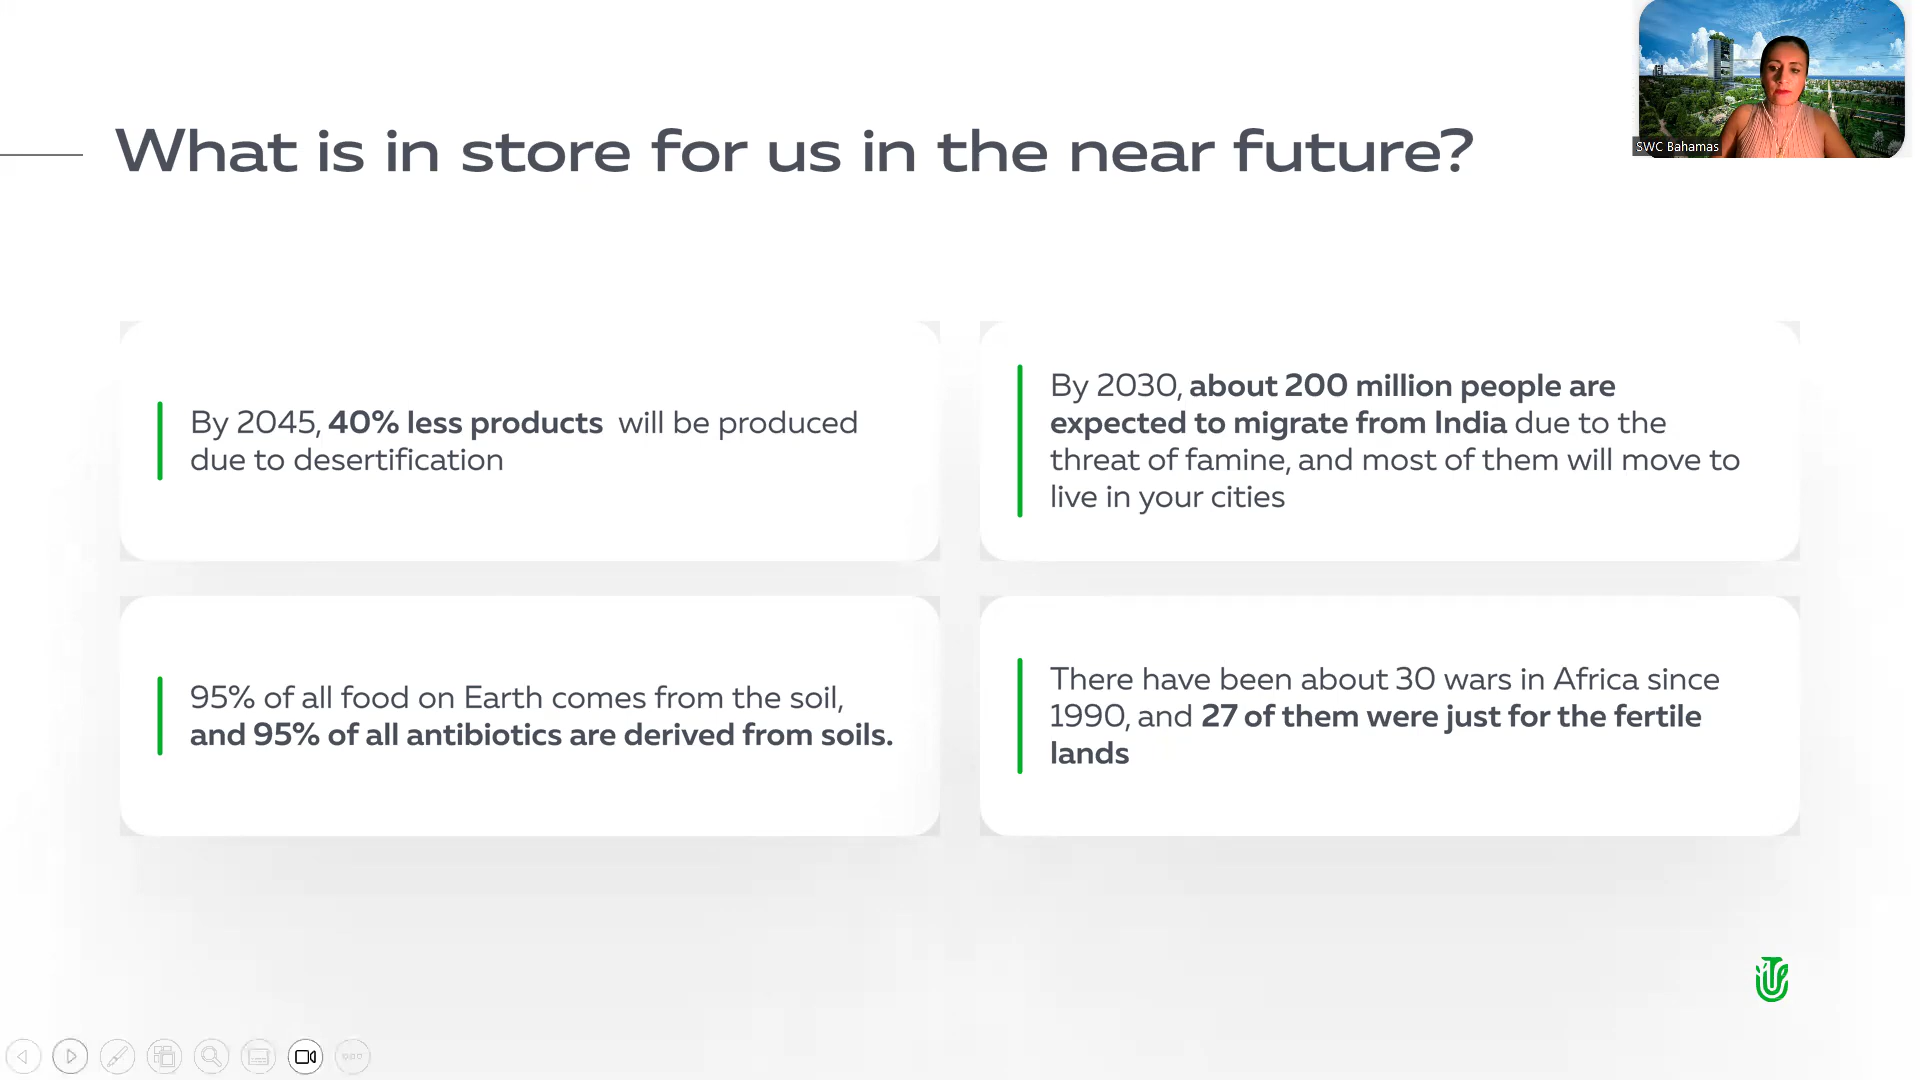 SWC Bahamas
What is in store for us in the near future?
By 2045, 40% less products will be produced
due to desertification
By 2030, about 200 million people are
expected to migrate from India due to the
threat of famine, and most of them will move to
live in your cities
95% of all food on Earth comes from the soil,
and 95% of all antibiotics are derived from soils.
There have been about 30 wars in Africa since
1990, and 27 of them were just for the fertile
lands